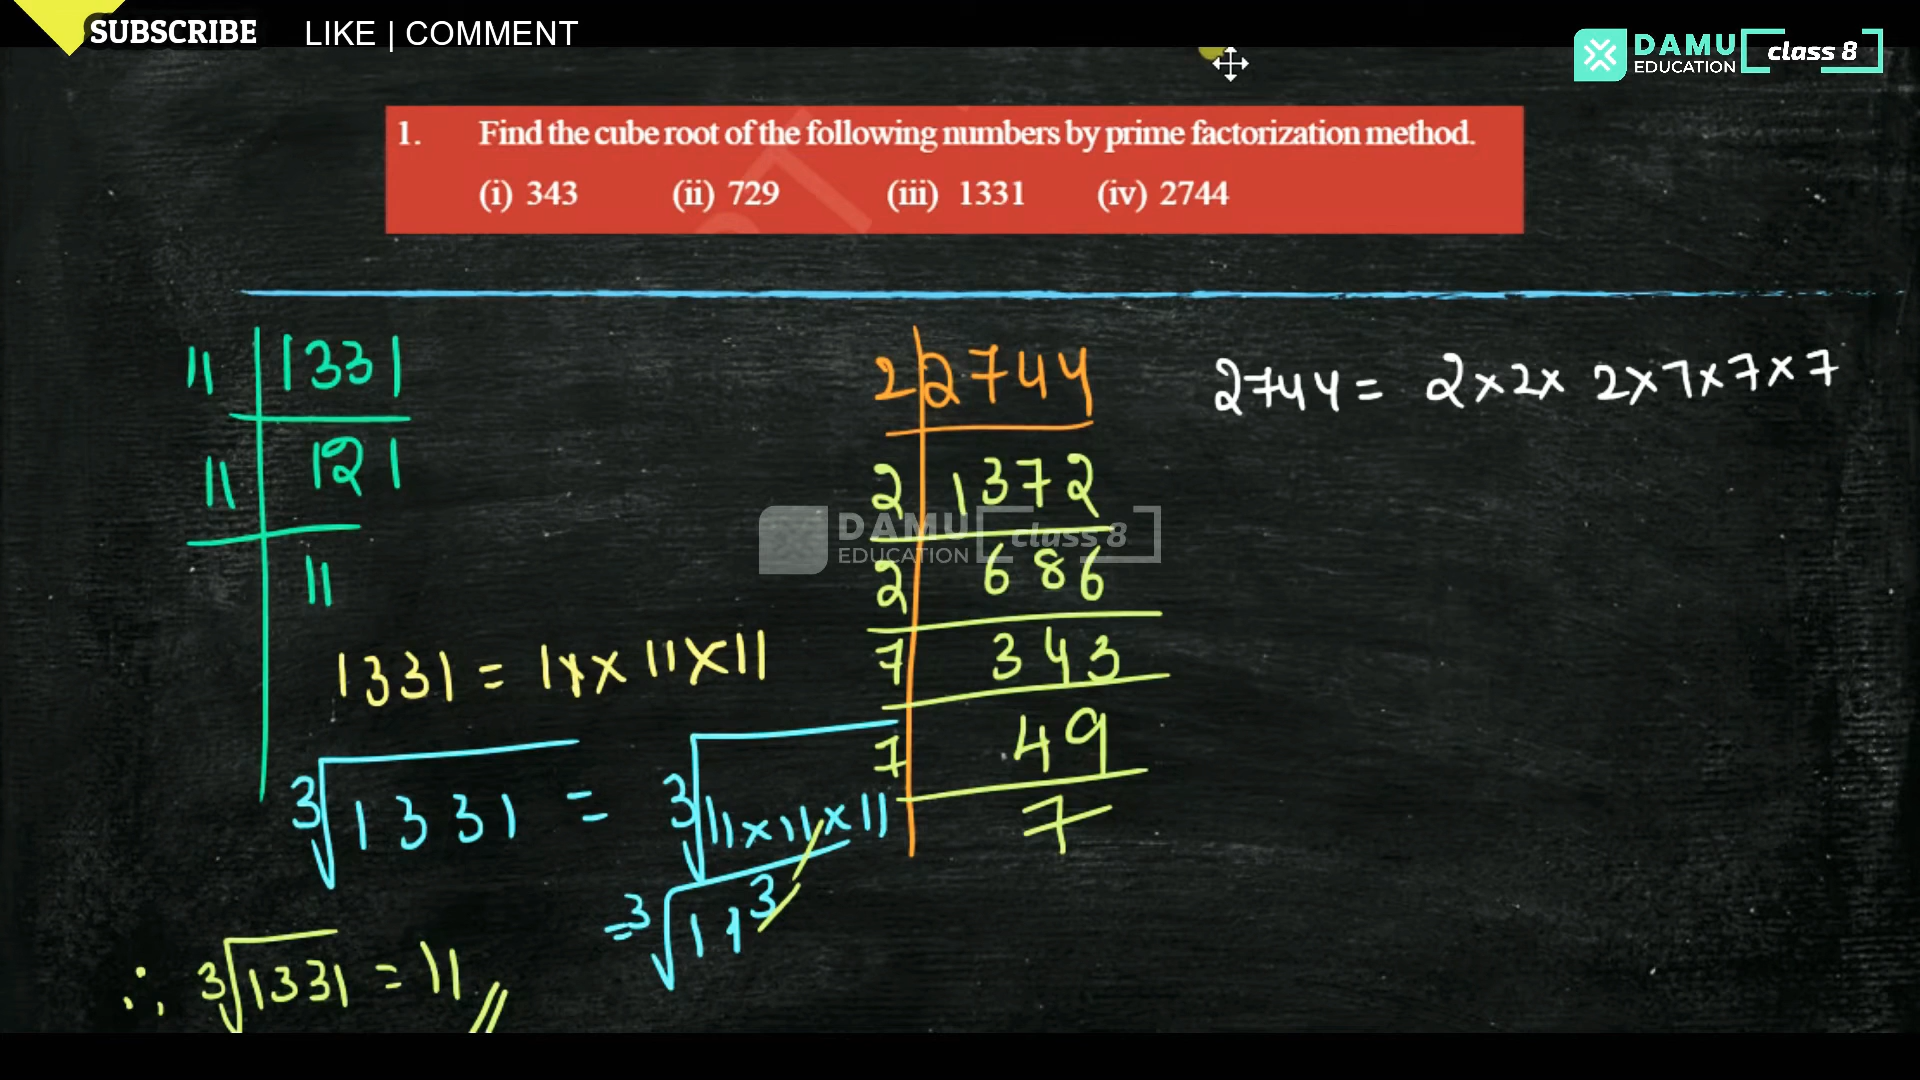 SUBSCRIBE LIKE | COMMENT
DAMU EDUCATION class 8
1. Find the cube root of the following numbers by prime factorization method.
(i) 343 (ii) 729 (iii) 1331 (iv) 2744
11 | 1331
11 | 121
11
1331 = 11 × 11 × 11
∛1331 = ∛11 × 11 × 11
= ∛11³
∴ ∛1331 = 11
2 | 2744
2 | 1372
2 | 686
7 | 343
7 | 49
7
2744 = 2 × 2 × 2 × 7 × 7 × 7
DAMU EDUCATION class 8